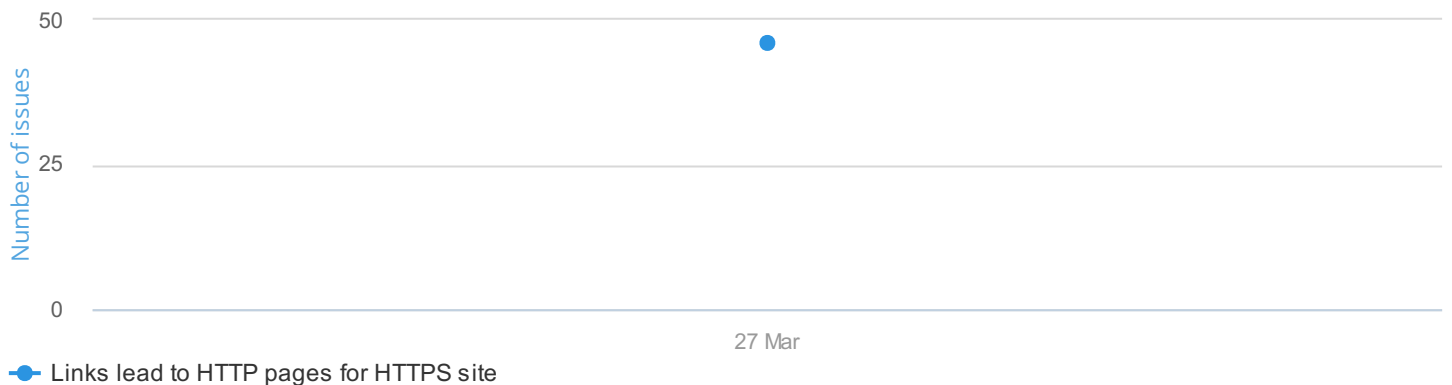 50
Number of issues
25
0
27 Mar
Links lead to HTTP pages for HTTPS site